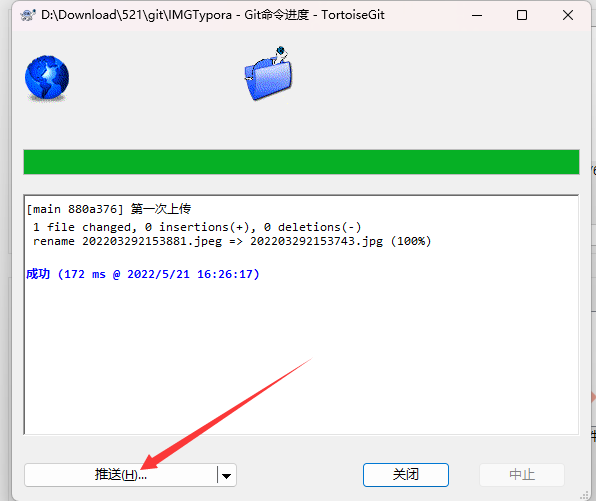 D:\Download\521\git\IMGTypora - Git命令进度 - TortoiseGit
[main 880a376] 第一次上传
1 file changed, 0 insertions(+), 0 deletions(-)
rename 202203292153881.jpeg => 202203292153743.jpg (100%)
成功 (172 ms @ 2022/5/21 16:26:17)
推送(H)...
关闭
中止